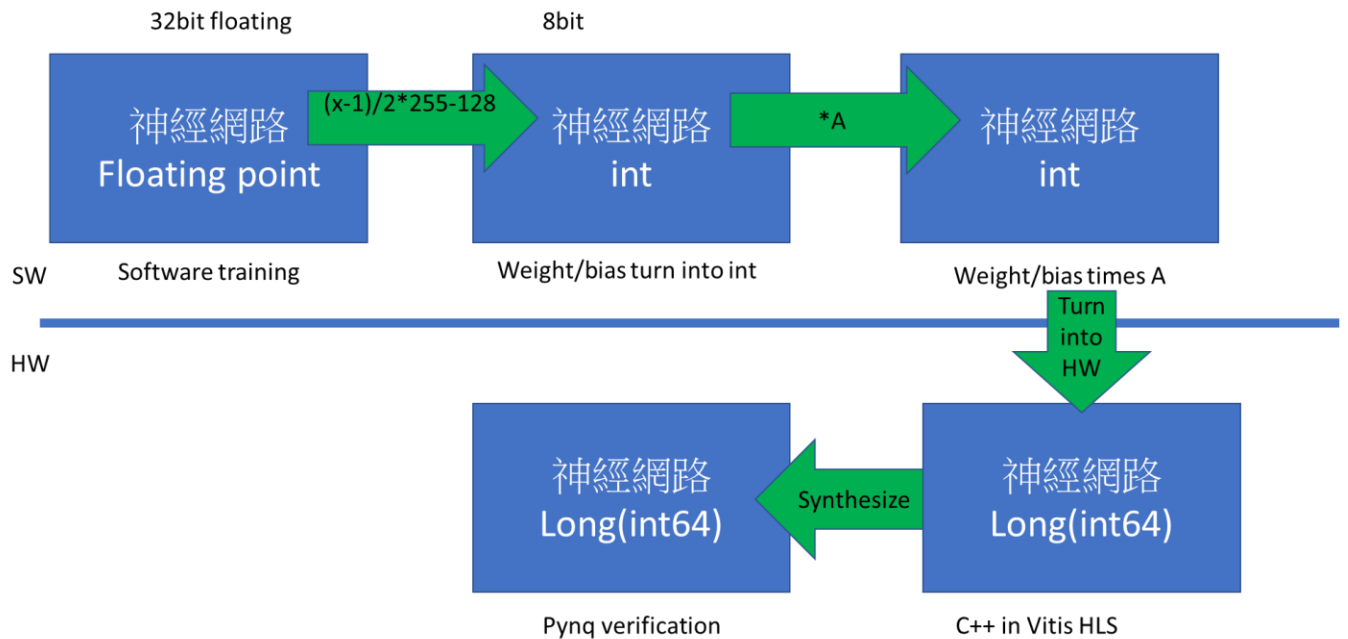 32bit floating
8bit
神經網路
Floating point
(x-1)/2*255-128
神經網路
int
*A
神經網路
int
SW
Software training
Weight/bias turn into int
Weight/bias times A
Turn
into
HW
HW
神經網路
Long(int64)
Synthesize
神經網路
Long(int64)
Pynq verification
C++ in Vitis HLS